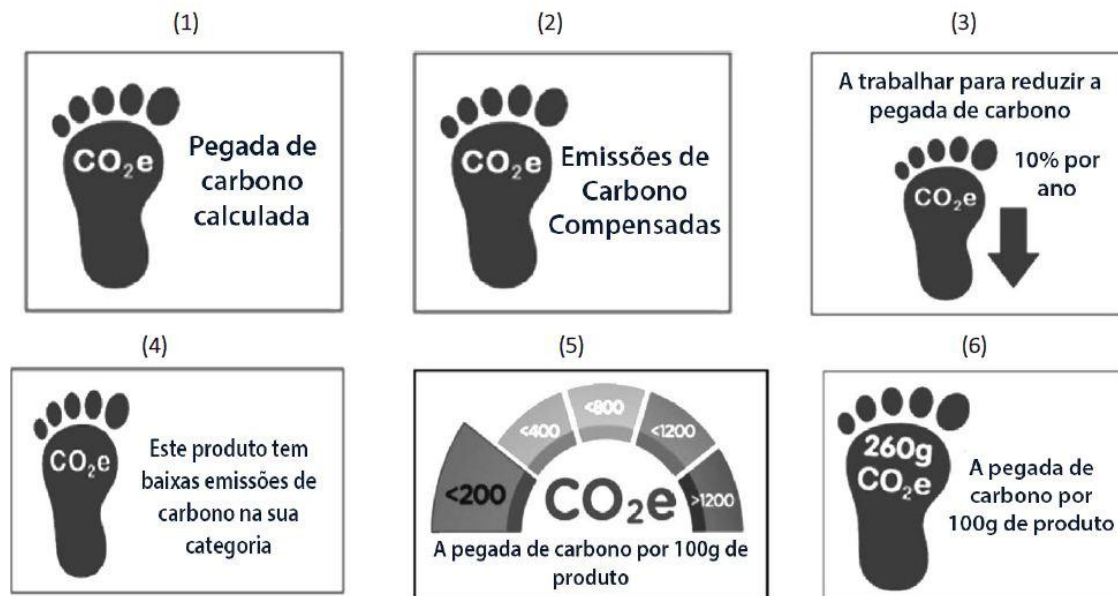 (1)
CO₂e
Pegada de
carbono
calculada
(2)
CO₂e
Emissões de
Carbono
Compensadas
(3)
A trabalhar para reduzir a
pegada de carbono
CO₂e
10% por
ano
(4)
CO₂e
Este produto tem
baixas emissões de
carbono na sua
categoria
(5)
<200
<400
<800
<1200
>1200
CO₂e
A pegada de carbono por 100g de
produto
(6)
260g
CO₂e
A pegada de
carbono por
100g de produto